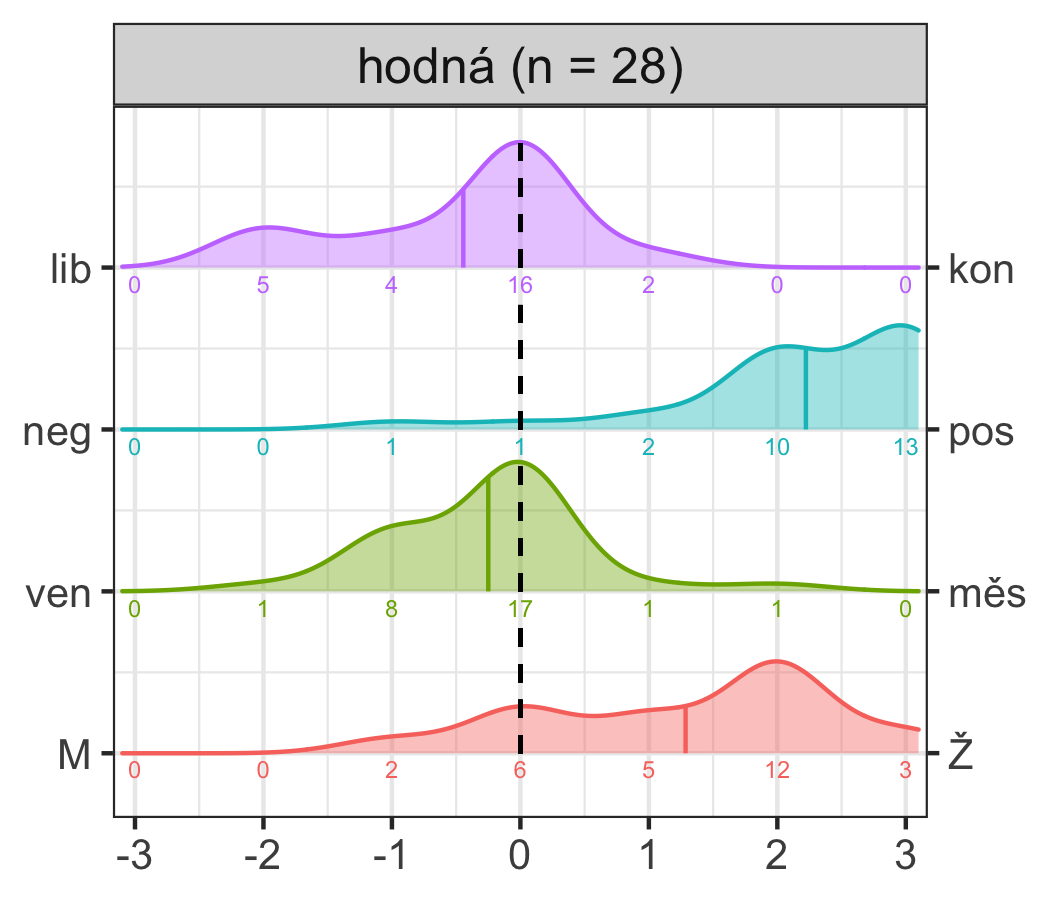 hodná (n = 28)
lib kon
0 5 4 16 2 0 0
neg pos
0 0 1 1 2 10 13
ven měs
0 1 8 17 1 1 0
M Ž
0 0 2 6 5 12 3
-3 -2 -1 0 1 2 3